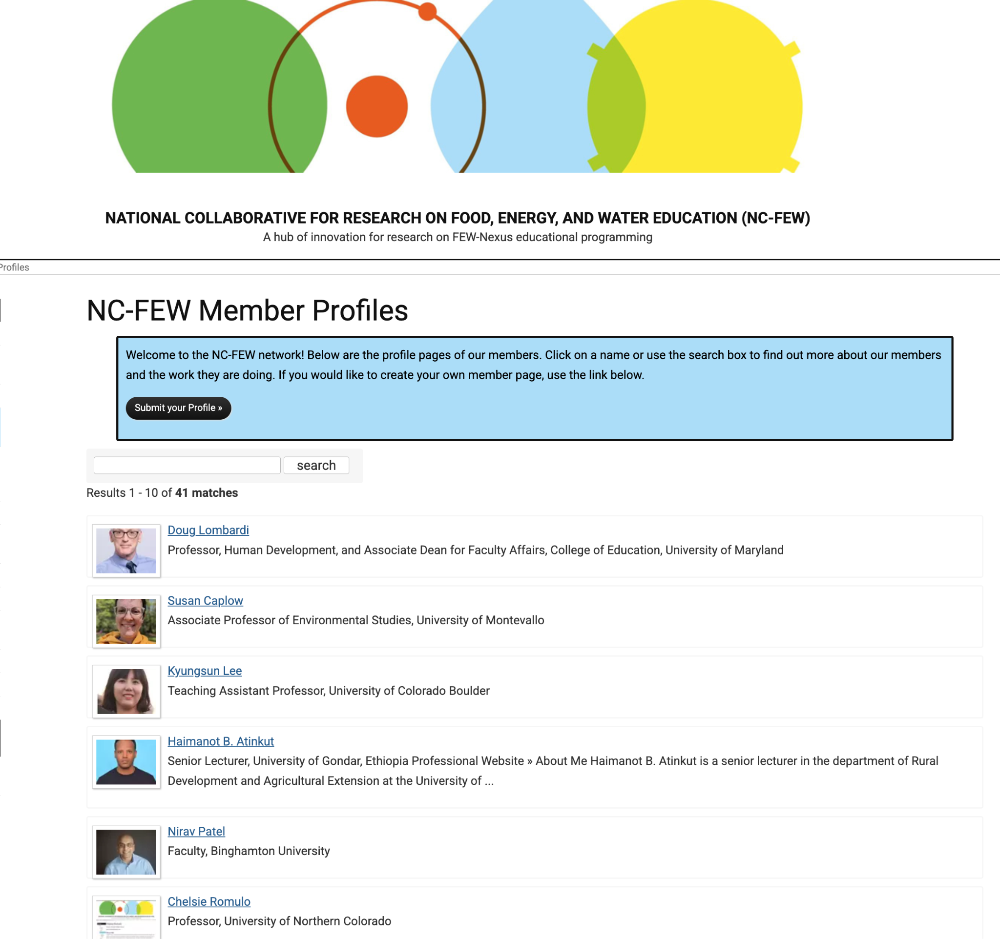 NATIONAL COLLABORATIVE FOR RESEARCH ON FOOD, ENERGY, AND WATER EDUCATION (NC-FEW)
A hub of innovation for research on FEW-Nexus educational programming
Profiles
NC-FEW Member Profiles
Welcome to the NC-FEW network! Below are the profile pages of our members. Click on a name or use the search box to find out more about our members
and the work they are doing. If you would like to create your own member page, use the link below.
Submit your Profile »
search
Results 1 - 10 of 41 matches
Doug Lombardi
Professor, Human Development, and Associate Dean for Faculty Affairs, College of Education, University of Maryland
Susan Caplow
Associate Professor of Environmental Studies, University of Montevallo
Kyungsun Lee
Teaching Assistant Professor, University of Colorado Boulder
Haimanot B. Atinkut
Senior Lecturer, University of Gondar, Ethiopia Professional Website » About Me Haimanot B. Atinkut is a senior lecturer in the department of Rural
Development and Agricultural Extension at the University of ...
Nirav Patel
Faculty, Binghamton University
Chelsie Romulo
Professor, University of Northern Colorado